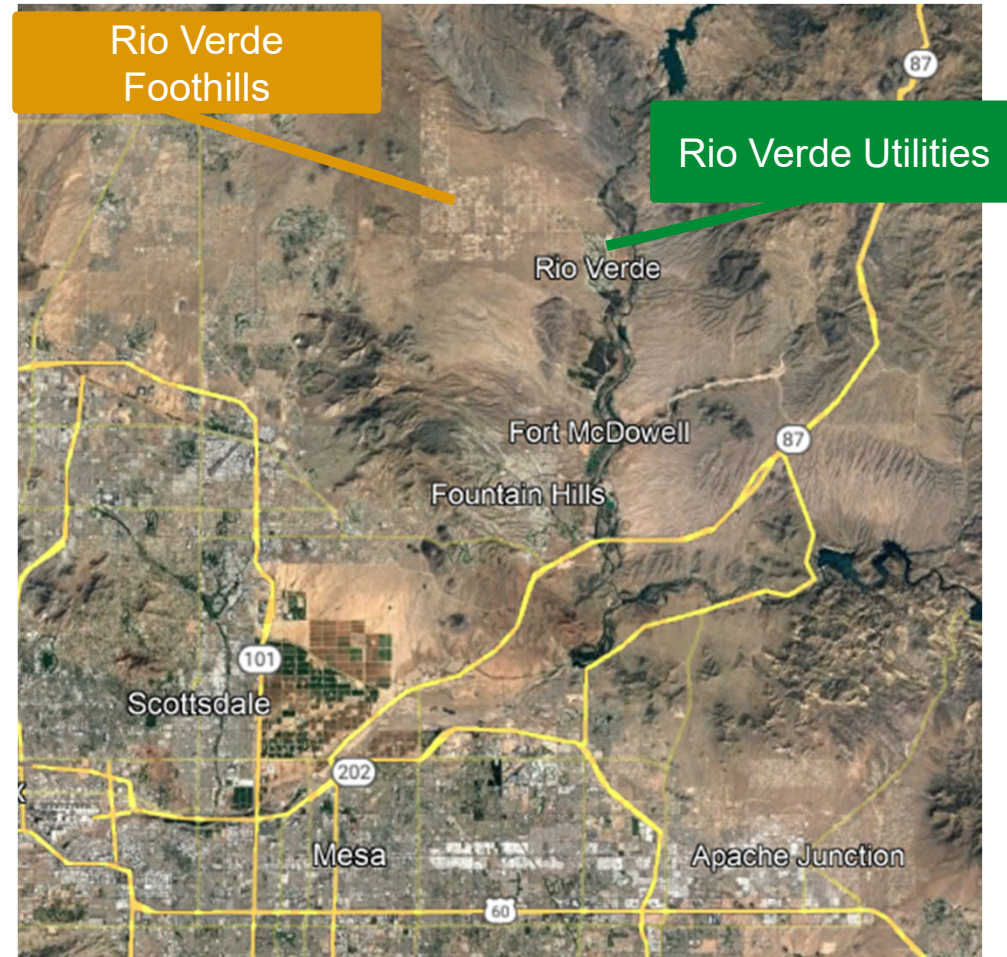 Rio Verde
Foothills
87
Rio Verde Utilities
Rio Verde
Fort McDowell
87
Fountain Hills
101
Scottsdale
202
Mesa
Apache Junction
60